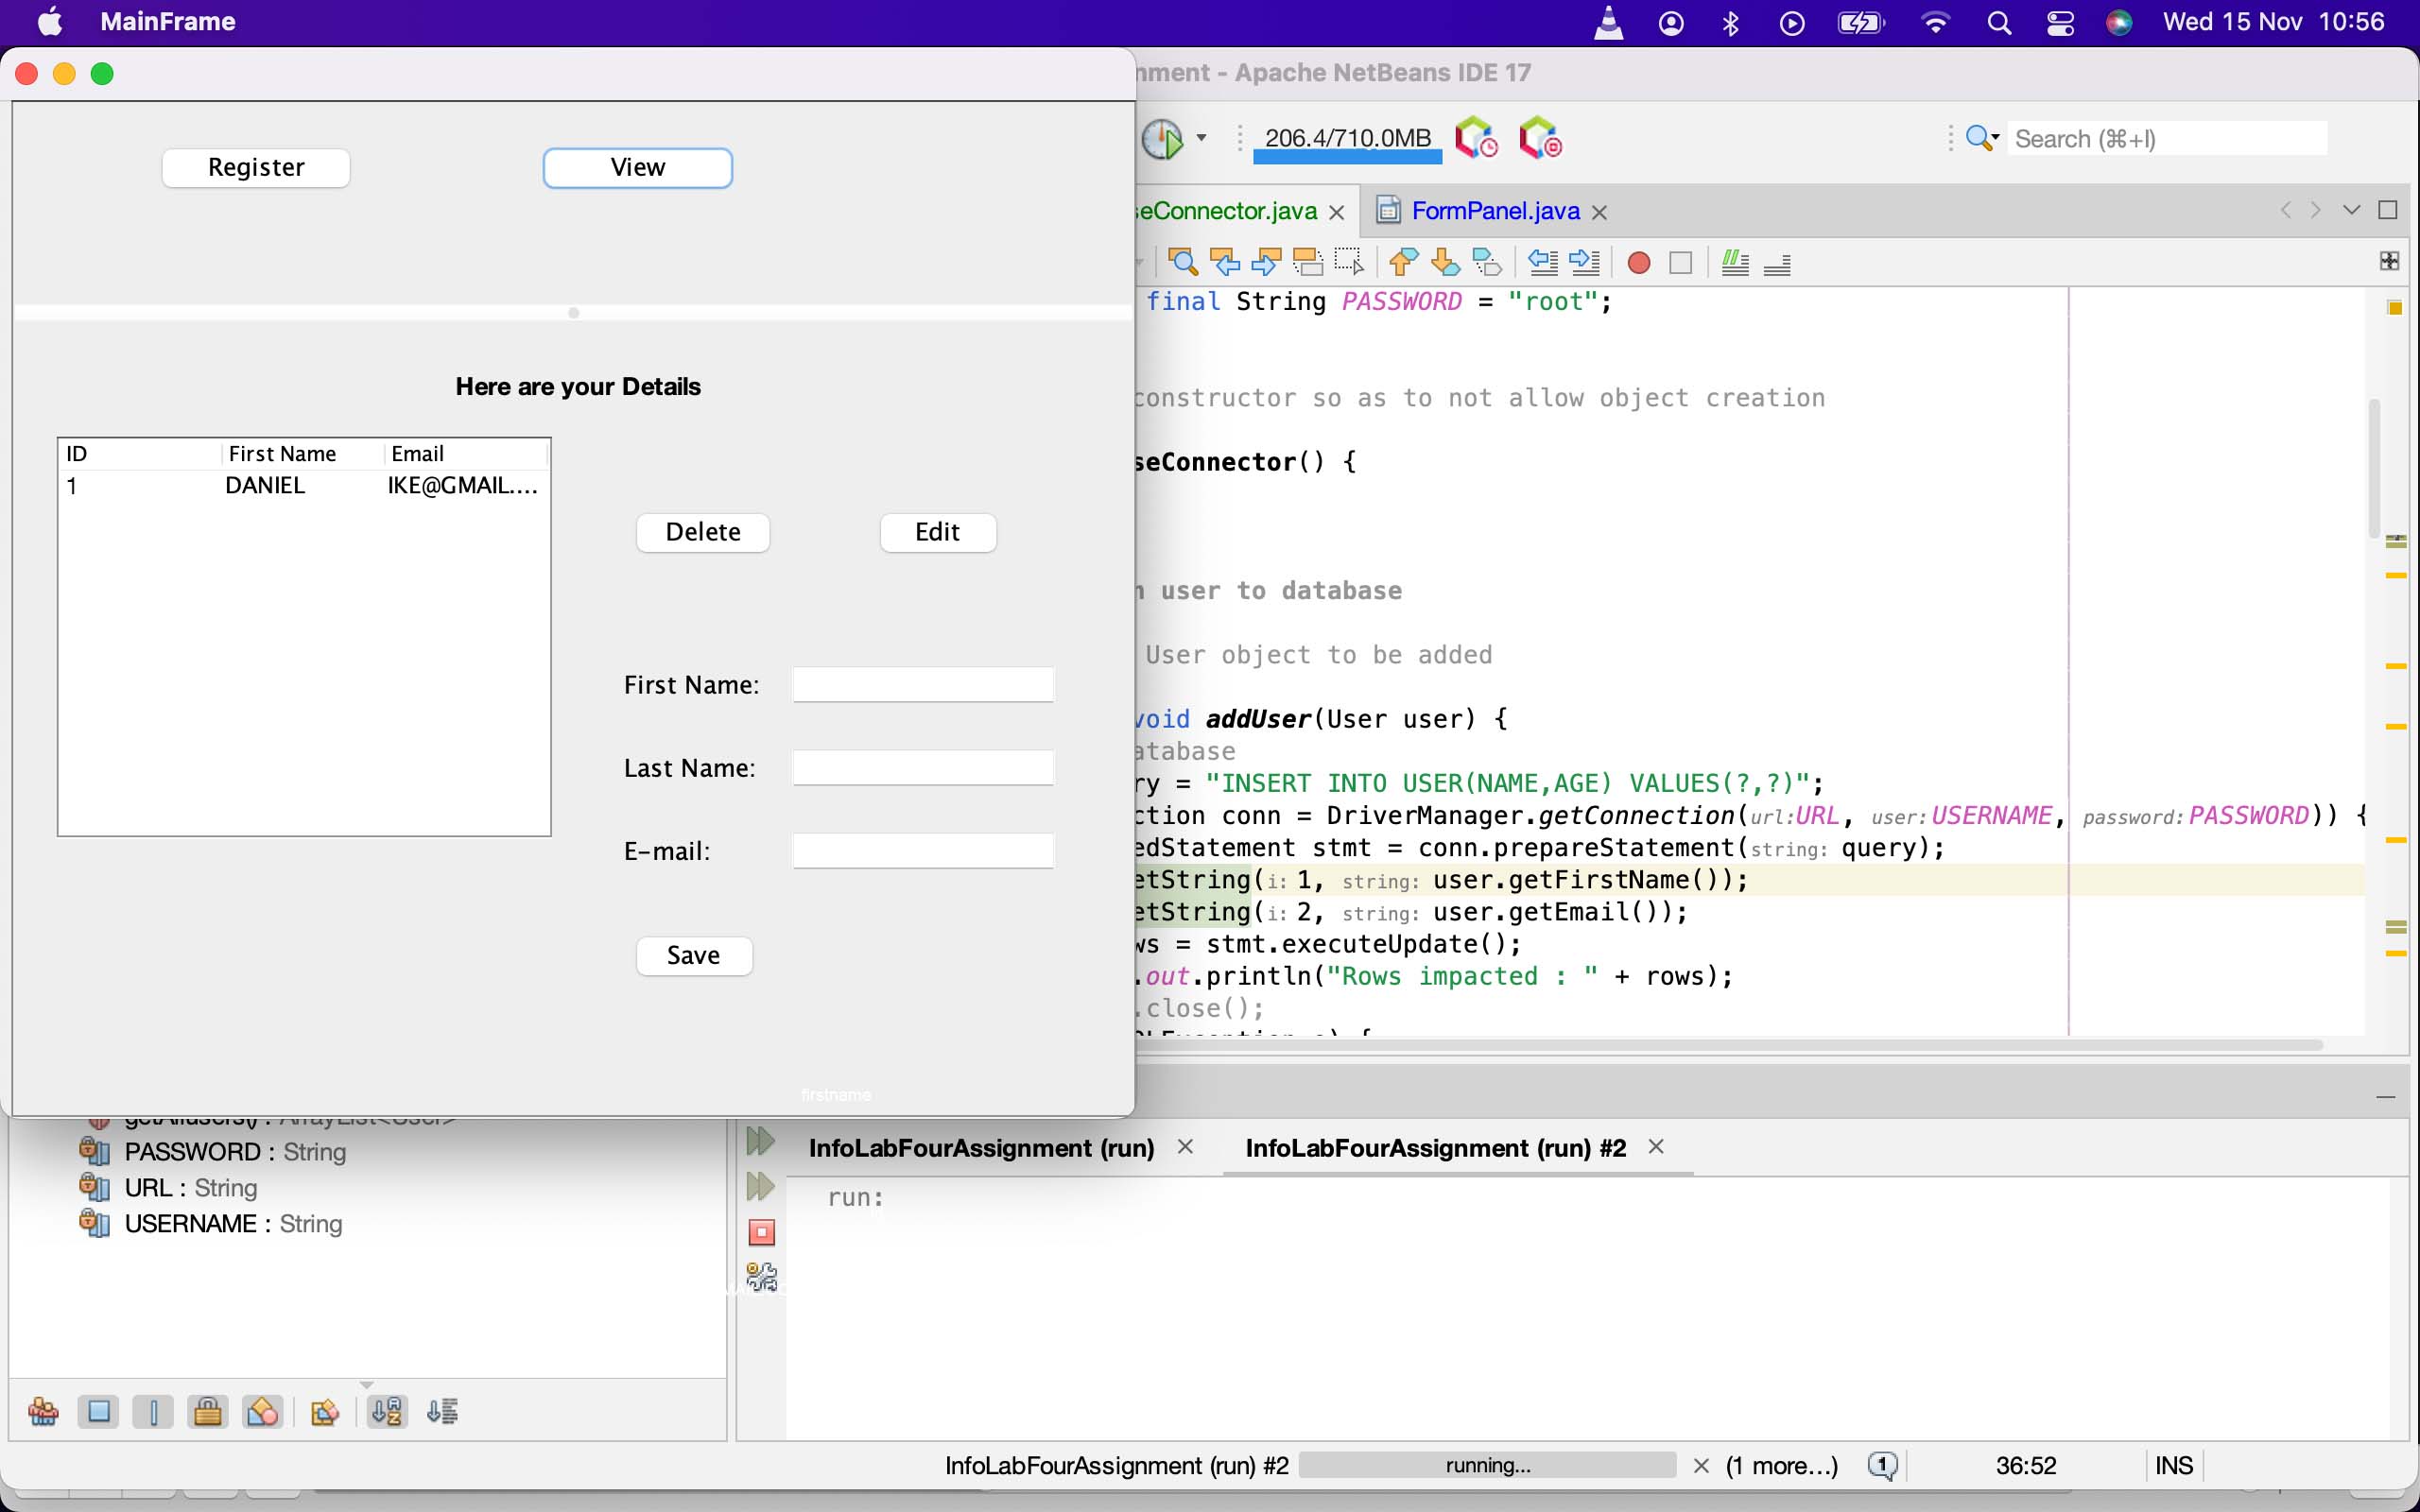 MainFrame
Wed 15 Nov 10:56
nment - Apache NetBeans IDE 17
206.4/710.0MB
Search (⌘+I)
Register
View
seConnector.java
FormPanel.java
final String PASSWORD = "root";
Here are your Details
constructor so as to not allow object creation
ID First Name Email
1 DANIEL IKE@GMAIL....
seConnector() {
Delete
Edit
n user to database
User object to be added
First Name:
void addUser(User user) {
atabase
Last Name:
ry = "INSERT INTO USER(NAME,AGE) VALUES(?,?)";
ction conn = DriverManager.getConnection(url:URL, user:USERNAME, password:PASSWORD)) {
E-mail:
edStatement stmt = conn.prepareStatement(string: query);
etString(i: 1, string: user.getFirstName());
etString(i: 2, string: user.getEmail());
Save
ws = stmt.executeUpdate();
.out.println("Rows impacted : " + rows);
.close();
firstname
PASSWORD : String
URL : String
USERNAME : String
InfoLabFourAssignment (run)
InfoLabFourAssignment (run) #2
run:
InfoLabFourAssignment (run) #2
running...
(1 more...)
1
36:52
INS